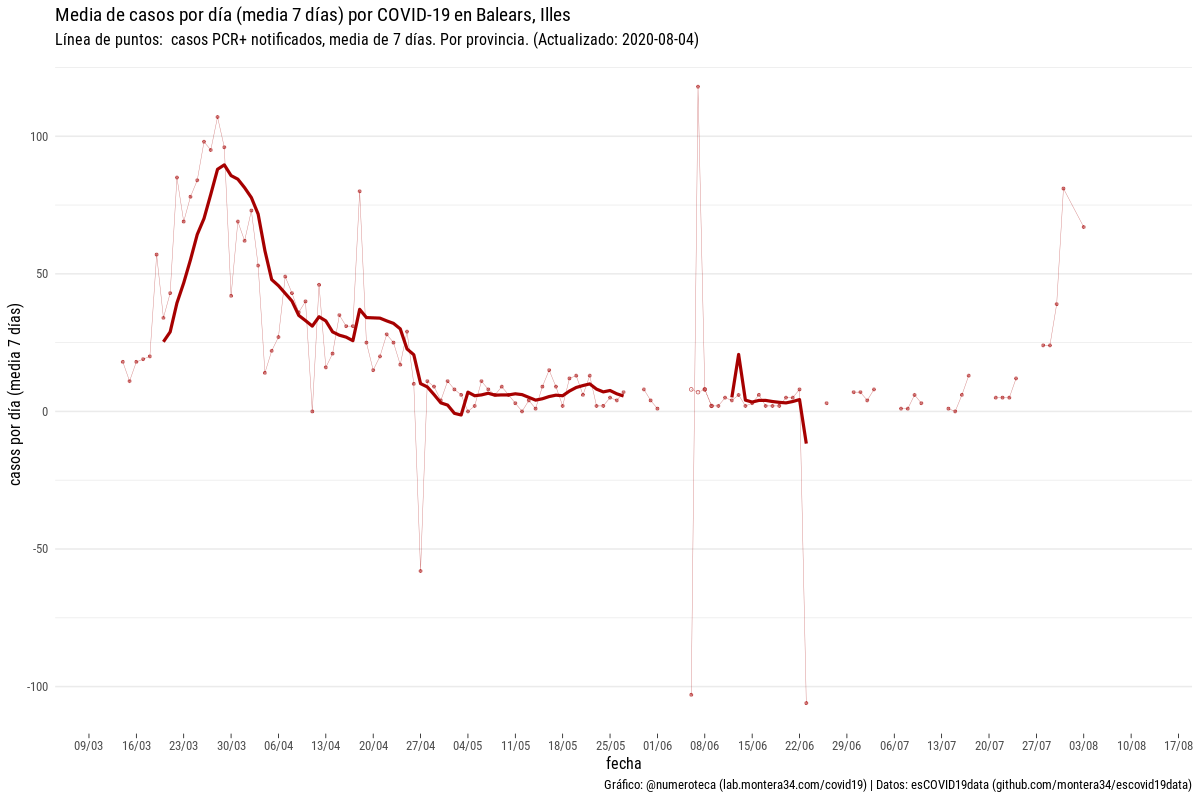 Media de casos por día (media 7 días) por COVID-19 en Balears, Illes
Línea de puntos:  casos PCR+ notificados, media de 7 días. Por provincia. (Actualizado: 2020-08-04)
casos por día (media 7 días)
100
50
0
-50
-100
09/03 16/03 23/03 30/03 06/04 13/04 20/04 27/04 04/05 11/05 18/05 25/05 01/06 08/06 15/06 22/06 29/06 06/07 13/07 20/07 27/07 03/08 10/08 17/08
fecha
Gráfico: @numeroteca (lab.montera34.com/covid19) | Datos: esCOVID19data (github.com/montera34/escovid19data)